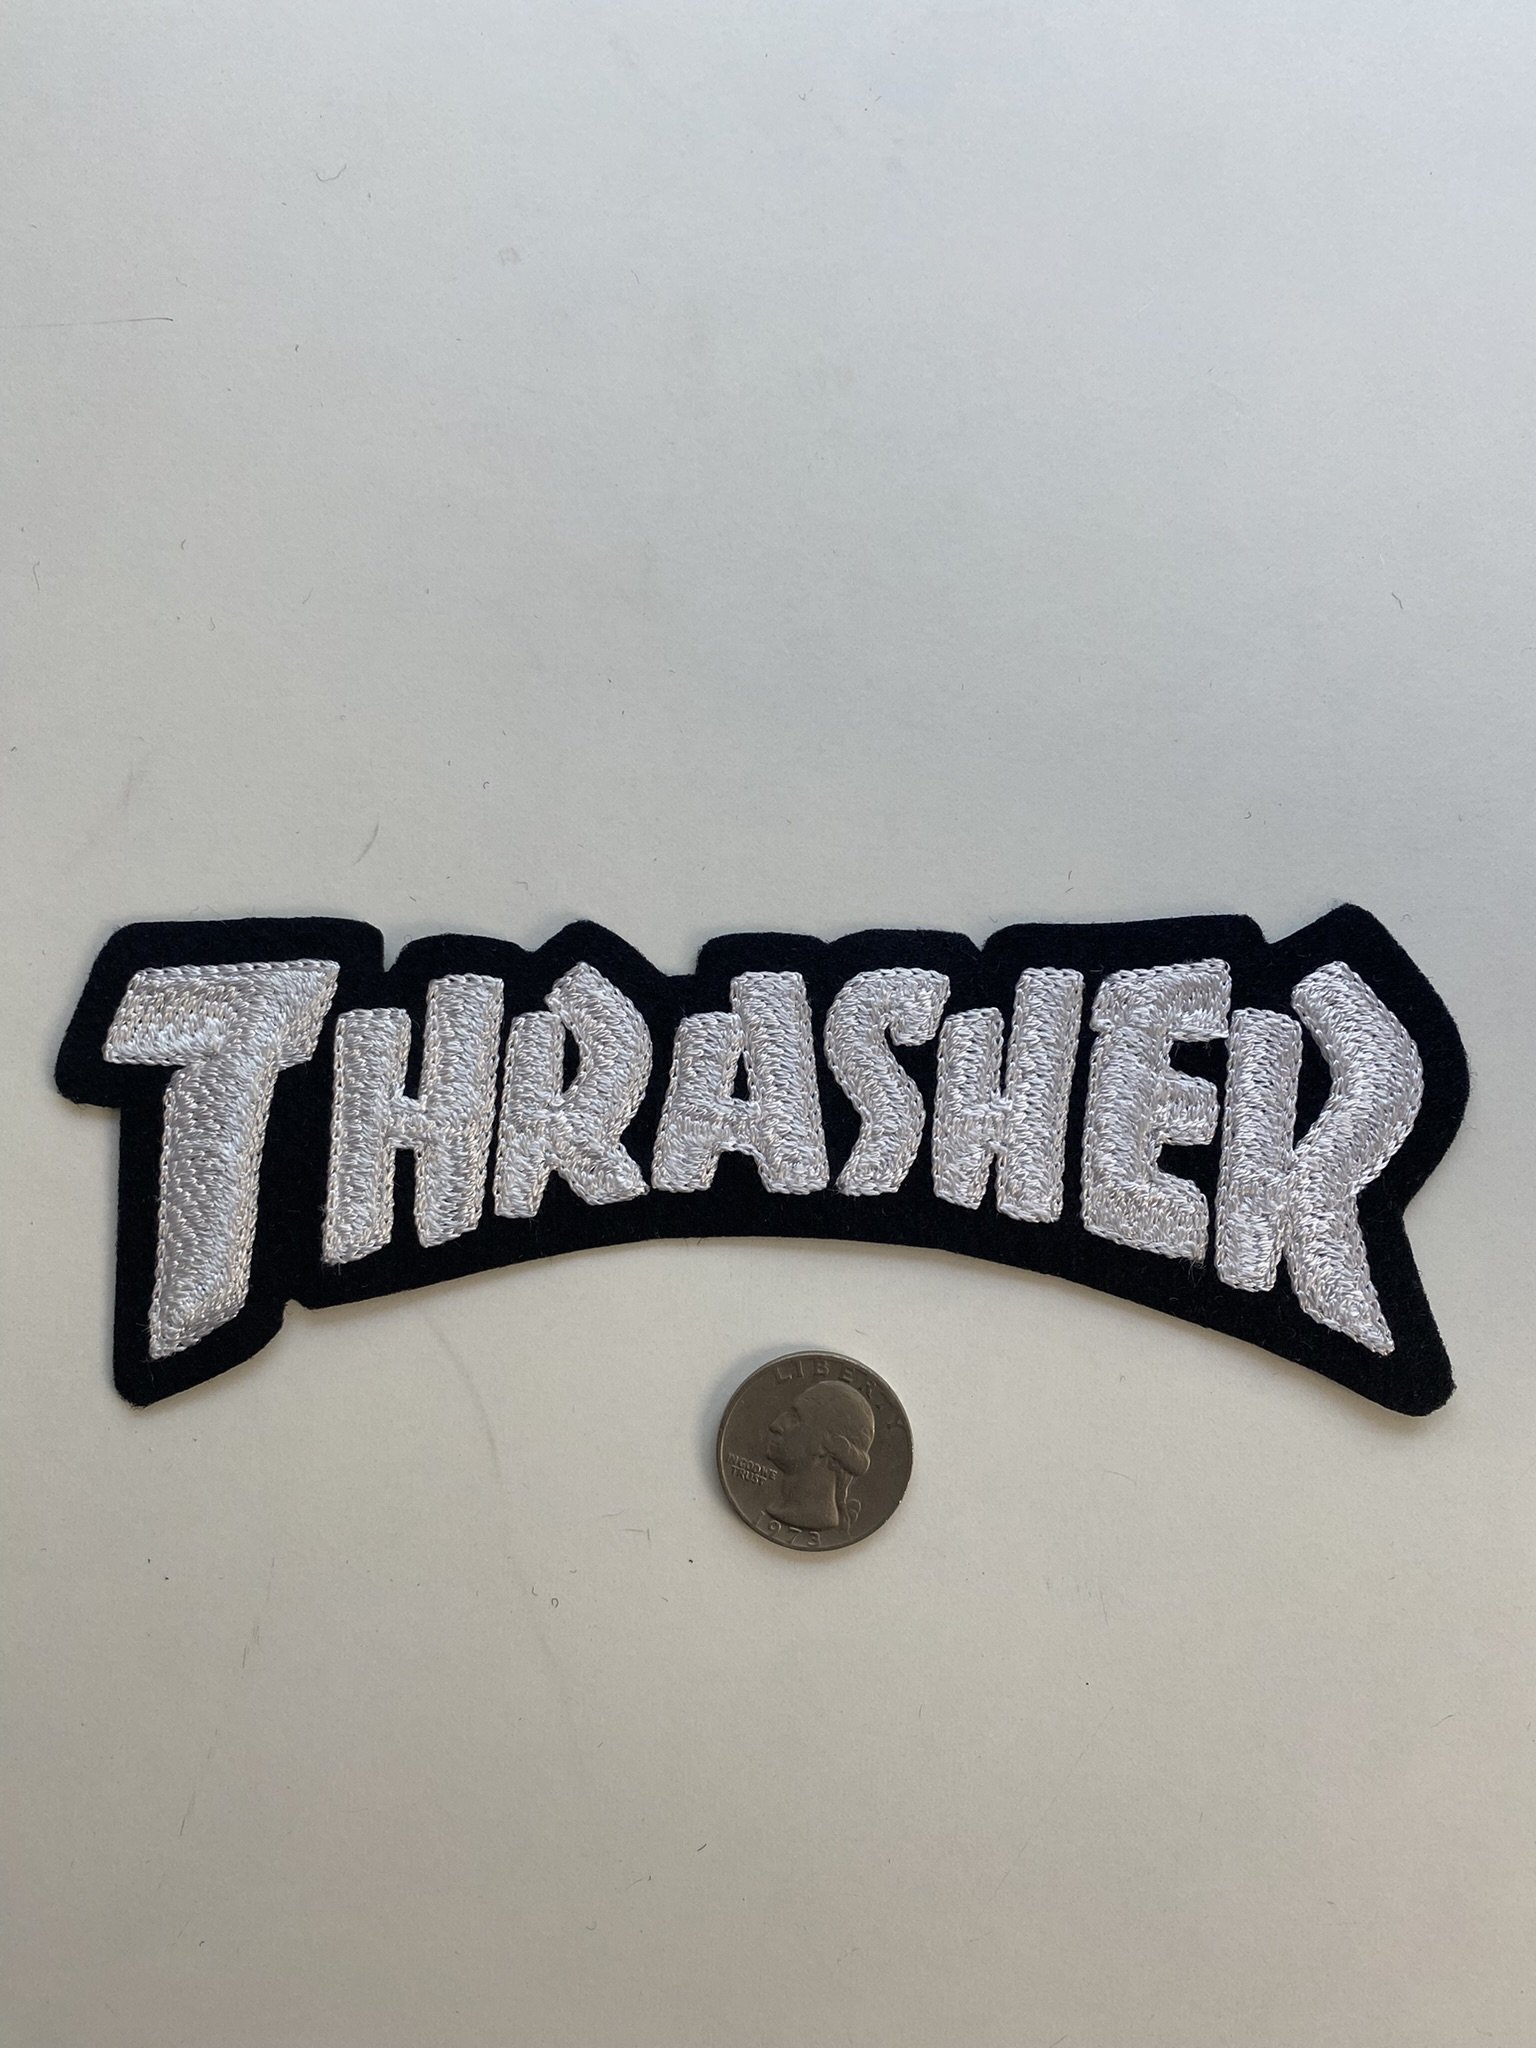 THRASHER
LIBERTY
IN GOD WE
TRUST
1973